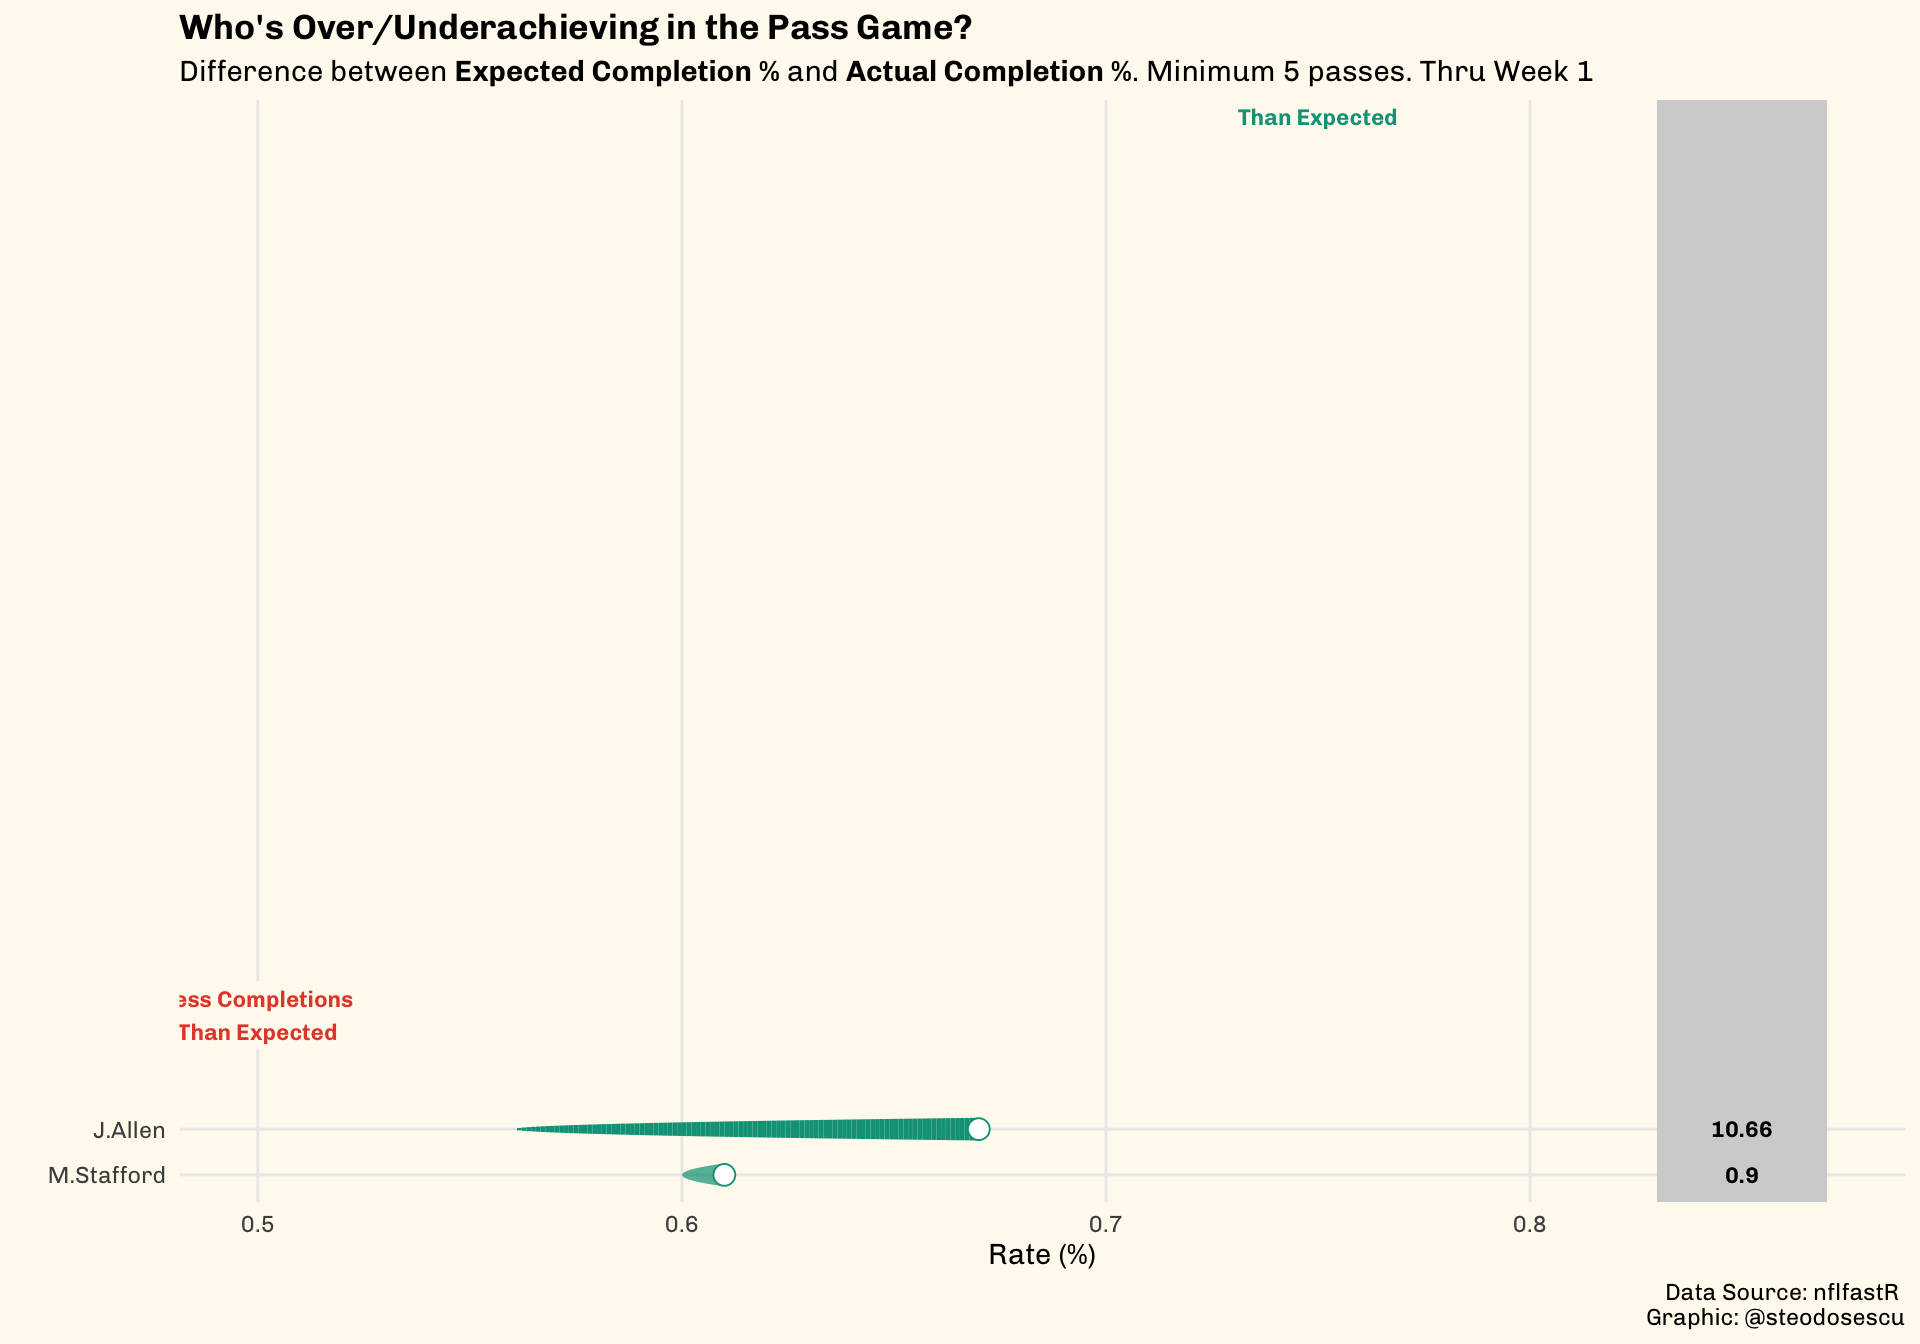 Who's Over/Underachieving in the Pass Game?
Difference between Expected Completion % and Actual Completion %. Minimum 5 passes. Thru Week 1
Than Expected
ess Completions
Than Expected
J.Allen 10.66
M.Stafford 0.9
0.5 0.6 0.7 0.8
Rate (%)
Data Source: nflfastR
Graphic: @steodosescu